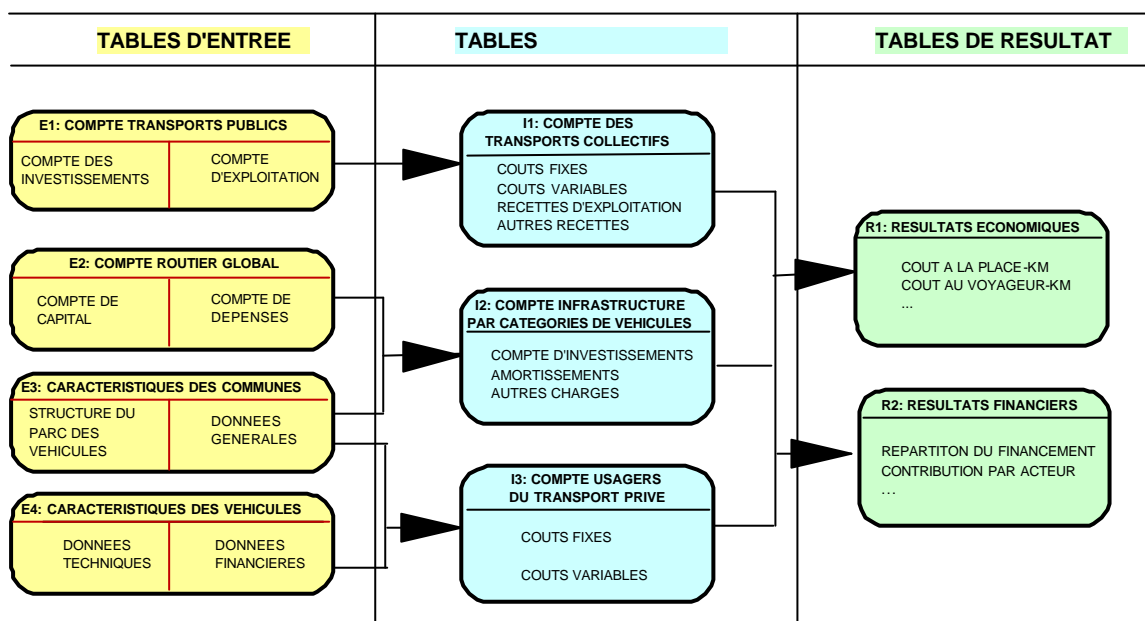 TABLES D'ENTREE
TABLES
TABLES DE RESULTAT
E1: COMPTE TRANSPORTS PUBLICS
COMPTE DES
INVESTISSEMENTS
COMPTE
D'EXPLOITATION
E2: COMPTE ROUTIER GLOBAL
COMPTE DE
CAPITAL
COMPTE DE
DEPENSES
E3: CARACTERISTIQUES DES COMMUNES
STRUCTURE DU
PARC DES
VEHICULES
DONNEES
GENERALES
E4: CARACTERISTIQUES DES VEHICULES
DONNEES
TECHNIQUES
DONNEES
FINANCIERES
I1: COMPTE DES
TRANSPORTS COLLECTIFS
COUTS FIXES
COUTS VARIABLES
RECETTES D'EXPLOITATION
AUTRES RECETTES
I2: COMPTE INFRASTRUCTURE
PAR CATEGORIES DE VEHICULES
COMPTE D'INVESTISSEMENTS
AMORTISSEMENTS
AUTRES CHARGES
I3: COMPTE USAGERS
DU TRANSPORT PRIVE
COUTS FIXES
COUTS VARIABLES
R1: RESULTATS ECONOMIQUES
COUT A LA PLACE-KM
COUT AU VOYAGEUR-KM
...
R2: RESULTATS FINANCIERS
REPARTITON DU FINANCEMENT
CONTRIBUTION PAR ACTEUR
…